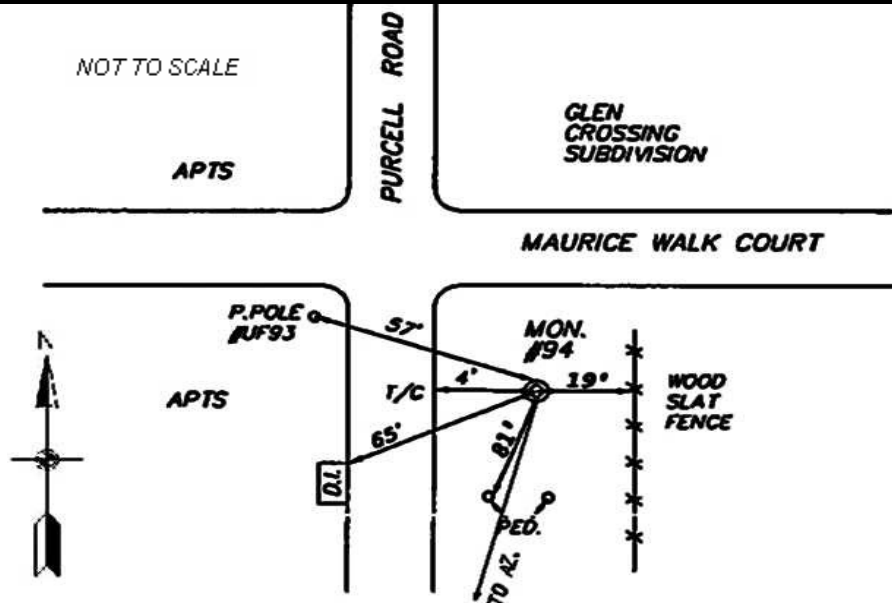 NOT TO SCALE
PURCELL ROAD
GLEN
CROSSING
SUBDIVISION
APTS
MAURICE WALK COURT
P.POLE
#UF93
57'
MON.
#94
N
APTS
T/C
4'
19'
WOOD
SLAT
FENCE
65'
D.I.
PED.
TO AZ.